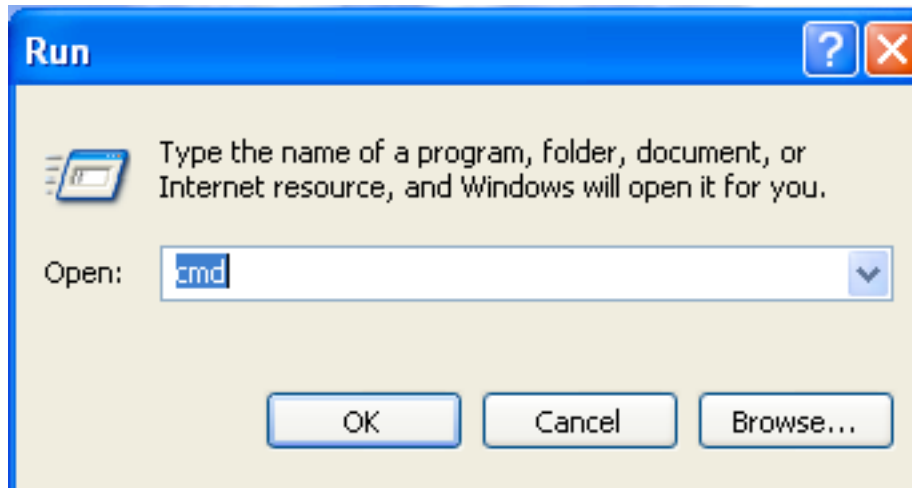 Run
Type the name of a program, folder, document, or
Internet resource, and Windows will open it for you.
Open: cmd
OK Cancel Browse...